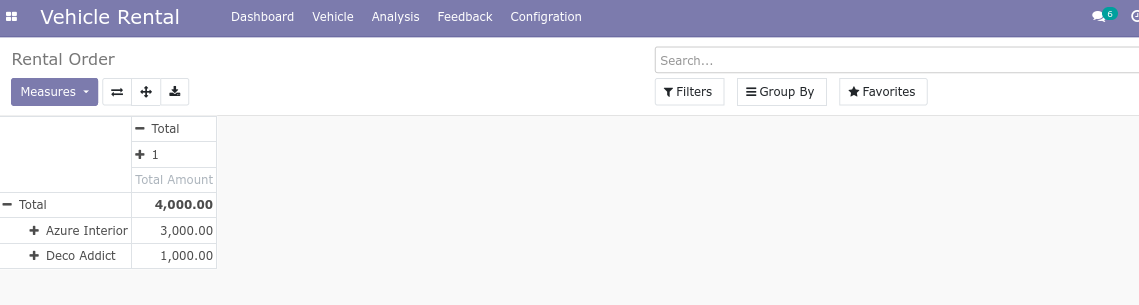 Vehicle Rental Dashboard Vehicle Analysis Feedback Configration 6
Rental Order Search...
Measures Filters Group By Favorites
Total
1
Total Amount
Total 4,000.00
Azure Interior 3,000.00
Deco Addict 1,000.00